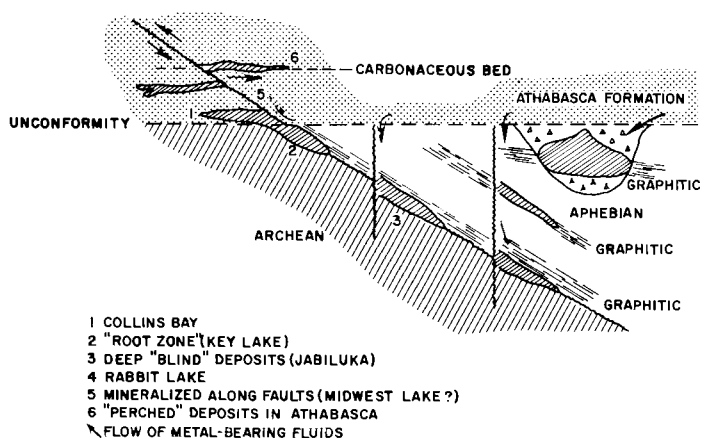 6
CARBONACEOUS BED
5
ATHABASCA FORMATION
1
UNCONFORMITY
2
GRAPHITIC
3
APHEBIAN
ARCHEAN
GRAPHITIC
GRAPHITIC
1 COLLINS BAY
2 "ROOT ZONE" (KEY LAKE)
3 DEEP "BLIND" DEPOSITS (JABILUKA)
4 RABBIT LAKE
5 MINERALIZED ALONG FAULTS (MIDWEST LAKE?)
6 "PERCHED" DEPOSITS IN ATHABASCA
FLOW OF METAL-BEARING FLUIDS